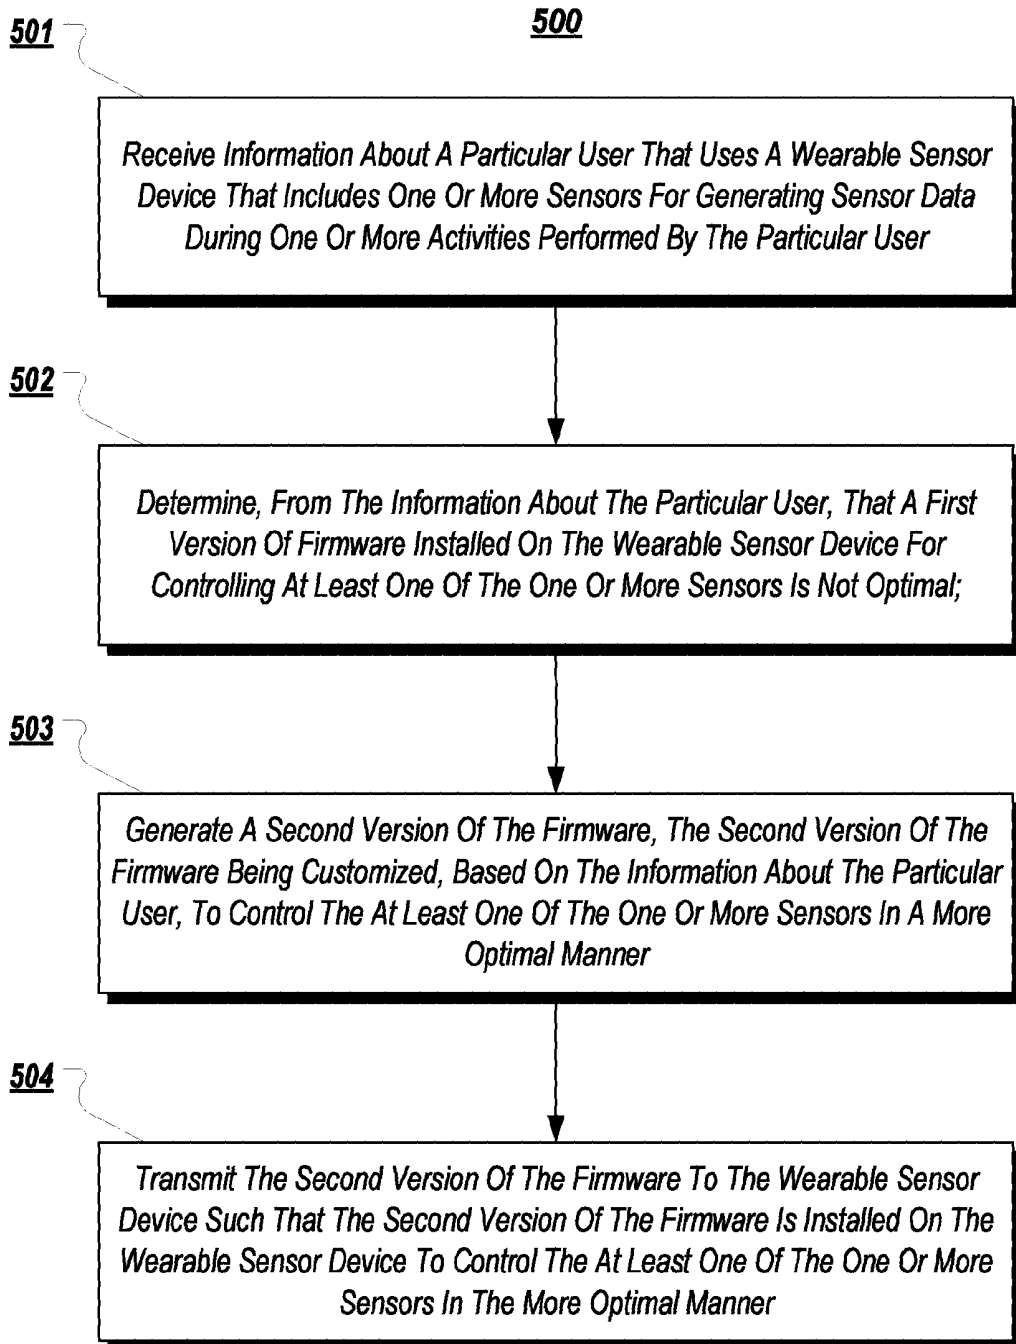 500
501
Receive Information About A Particular User That Uses A Wearable Sensor
Device That Includes One Or More Sensors For Generating Sensor Data
During One Or More Activities Performed By The Particular User
502
Determine, From The Information About The Particular User, That A First
Version Of Firmware Installed On The Wearable Sensor Device For
Controlling At Least One Of The One Or More Sensors Is Not Optimal;
503
Generate A Second Version Of The Firmware, The Second Version Of The
Firmware Being Customized, Based On The Information About The Particular
User, To Control The At Least One Of The One Or More Sensors In A More
Optimal Manner
504
Transmit The Second Version Of The Firmware To The Wearable Sensor
Device Such That The Second Version Of The Firmware Is Installed On The
Wearable Sensor Device To Control The At Least One Of The One Or More
Sensors In The More Optimal Manner